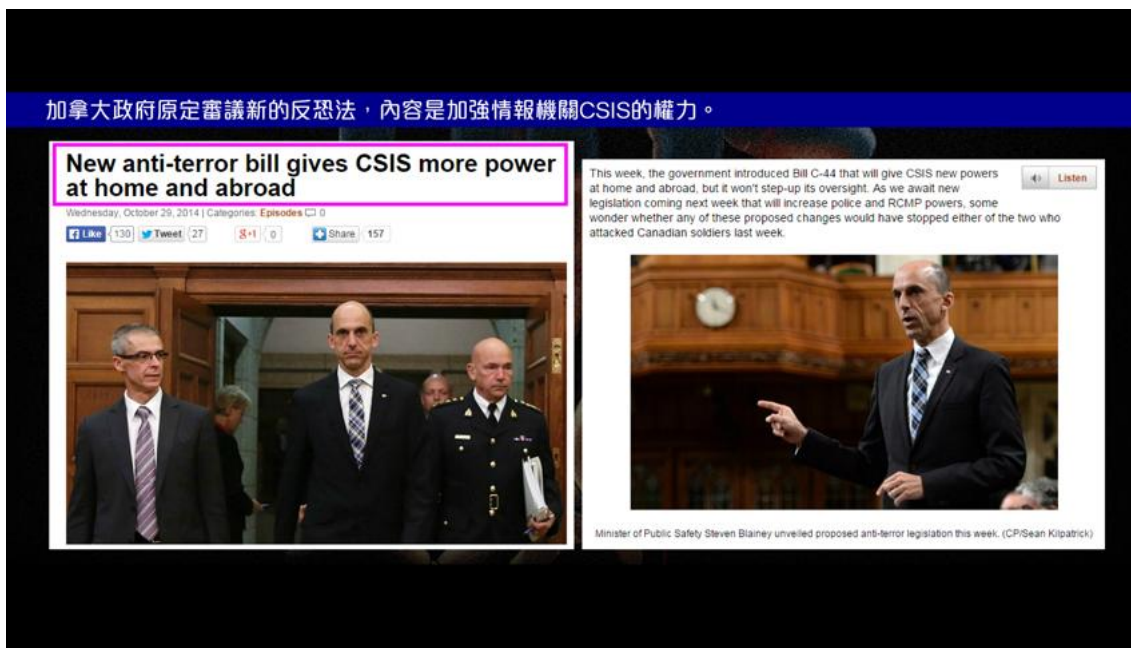 加拿大政府原定審議新的反恐法，內容是加強情報機關CSIS的權力。
New anti-terror bill gives CSIS more power
at home and abroad
Wednesday, October 29, 2014 | Categories: Episodes 0
Like 130 Tweet 27 g+1 0 Share 157
This week, the government introduced Bill C-44 that will give CSIS new powers
at home and abroad, but it won't step-up its oversight. As we await new
legislation coming next week that will increase police and RCMP powers, some
wonder whether any of these proposed changes would have stopped either of the two who
attacked Canadian soldiers last week.
Listen
Minister of Public Safety Steven Blainey unveiled proposed anti-terror legislation this week. (CP/Sean Kilpatrick)